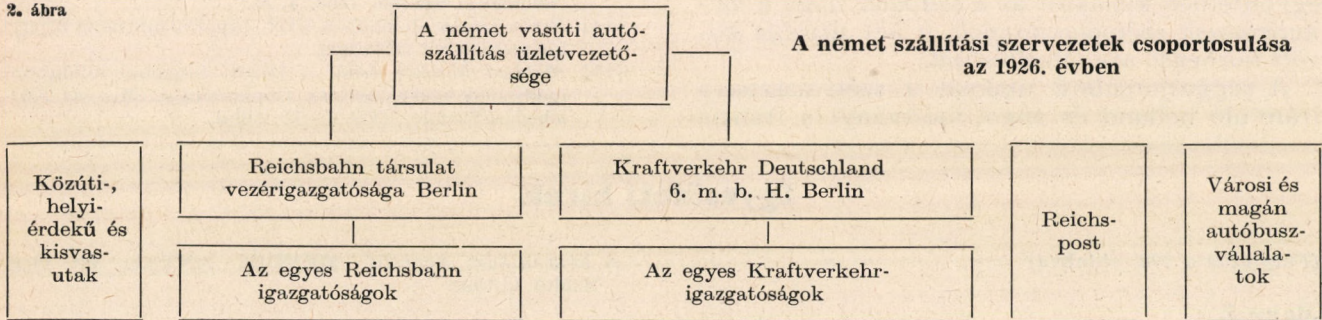 2. ábra
A német vasúti autó-
szállítás üzletvezető-
sége
A német szállítási szervezetek csoportosulása
az 1926. évben
Közúti-,
helyi-
érdekű és
kisvas-
utak
Reichsbahn társulat
vezérigazgatósága Berlin
Az egyes Reichsbahn
igazgatóságok
Kraftverkehr Deutschland
6. m. b. H. Berlin
Az egyes Kraftverkehr-
igazgatóságok
Reichs-
post
Városi és
magán
autóbusz-
vállala-
tok